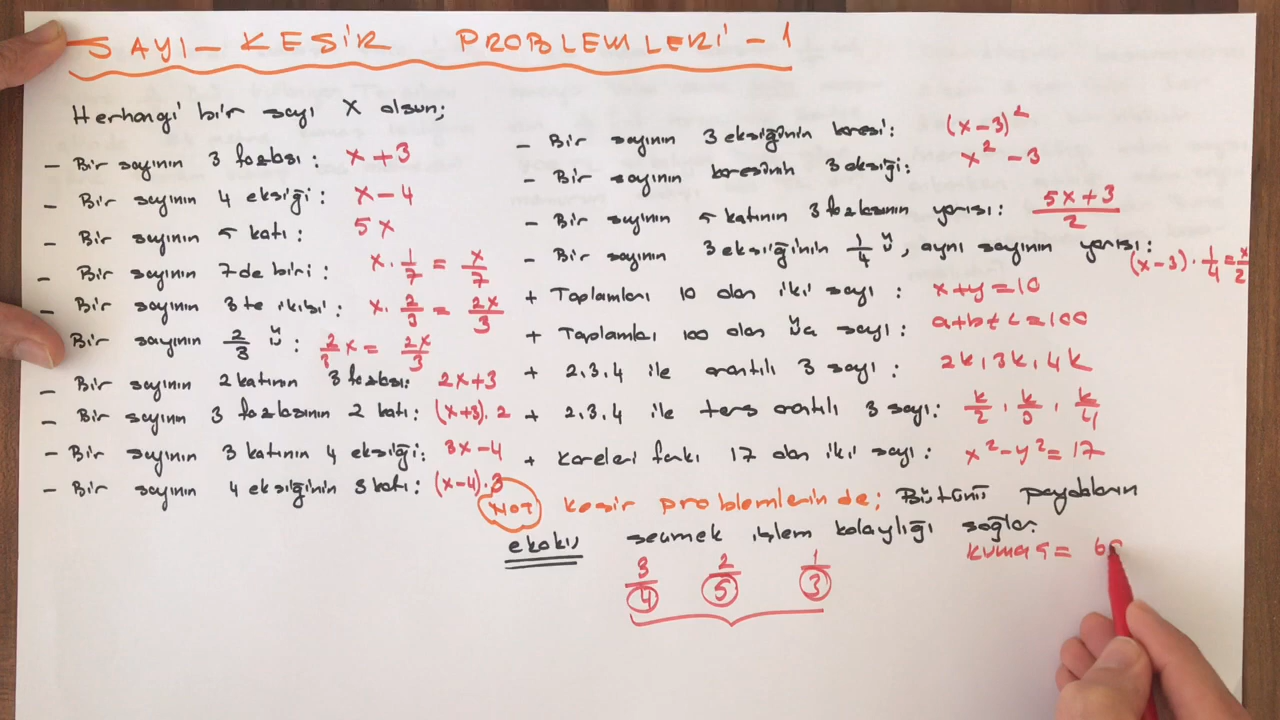 SAYI - KESİR PROBLEMLERİ - 1
Herhangi bir sayı x olsun;
- Bir sayının 3 fazlası : x + 3
- Bir sayının 4 eksiği : x - 4
- Bir sayının 5 katı : 5x
- Bir sayının 7 de biri : x · 1/7 = x/7
- Bir sayının 3 te ikisi : x · 2/3 = 2x/3
- Bir sayının 2/3 ü : 2/3 x = 2x/3
- Bir sayının 2 katının 3 fazlası : 2x + 3
- Bir sayının 3 fazlasının 2 katı : (x + 3) · 2
- Bir sayının 3 katının 4 eksiği : 3x - 4
- Bir sayının 4 eksiğinin 3 katı : (x - 4) · 3
- Bir sayının 3 eksiğinin karesi : (x - 3)²
- Bir sayının karesinin 3 eksiği : x² - 3
- Bir sayının 5 katının 3 fazlasının yarısı : (5x + 3)/2
- Bir sayının 3 eksiğinin 1/4 ü, aynı sayının yarısı : (x - 3) · 1/4 = x/2
+ Toplamları 10 olan iki sayı : x + y = 10
+ Toplamları 100 olan üç sayı : a + b + c = 100
+ 2, 3, 4 ile orantılı 3 sayı : 2k, 3k, 4k
+ 2, 3, 4 ile ters orantılı 3 sayı : k/2, k/3, k/4
+ Kareleri farkı 17 olan iki sayı : x² - y² = 17
NOT Kesir problemlerinde; Bütünü paydaların
ekoku seçmek işlem kolaylığı sağlar.
3/4 2/5 1/3
kumaş =